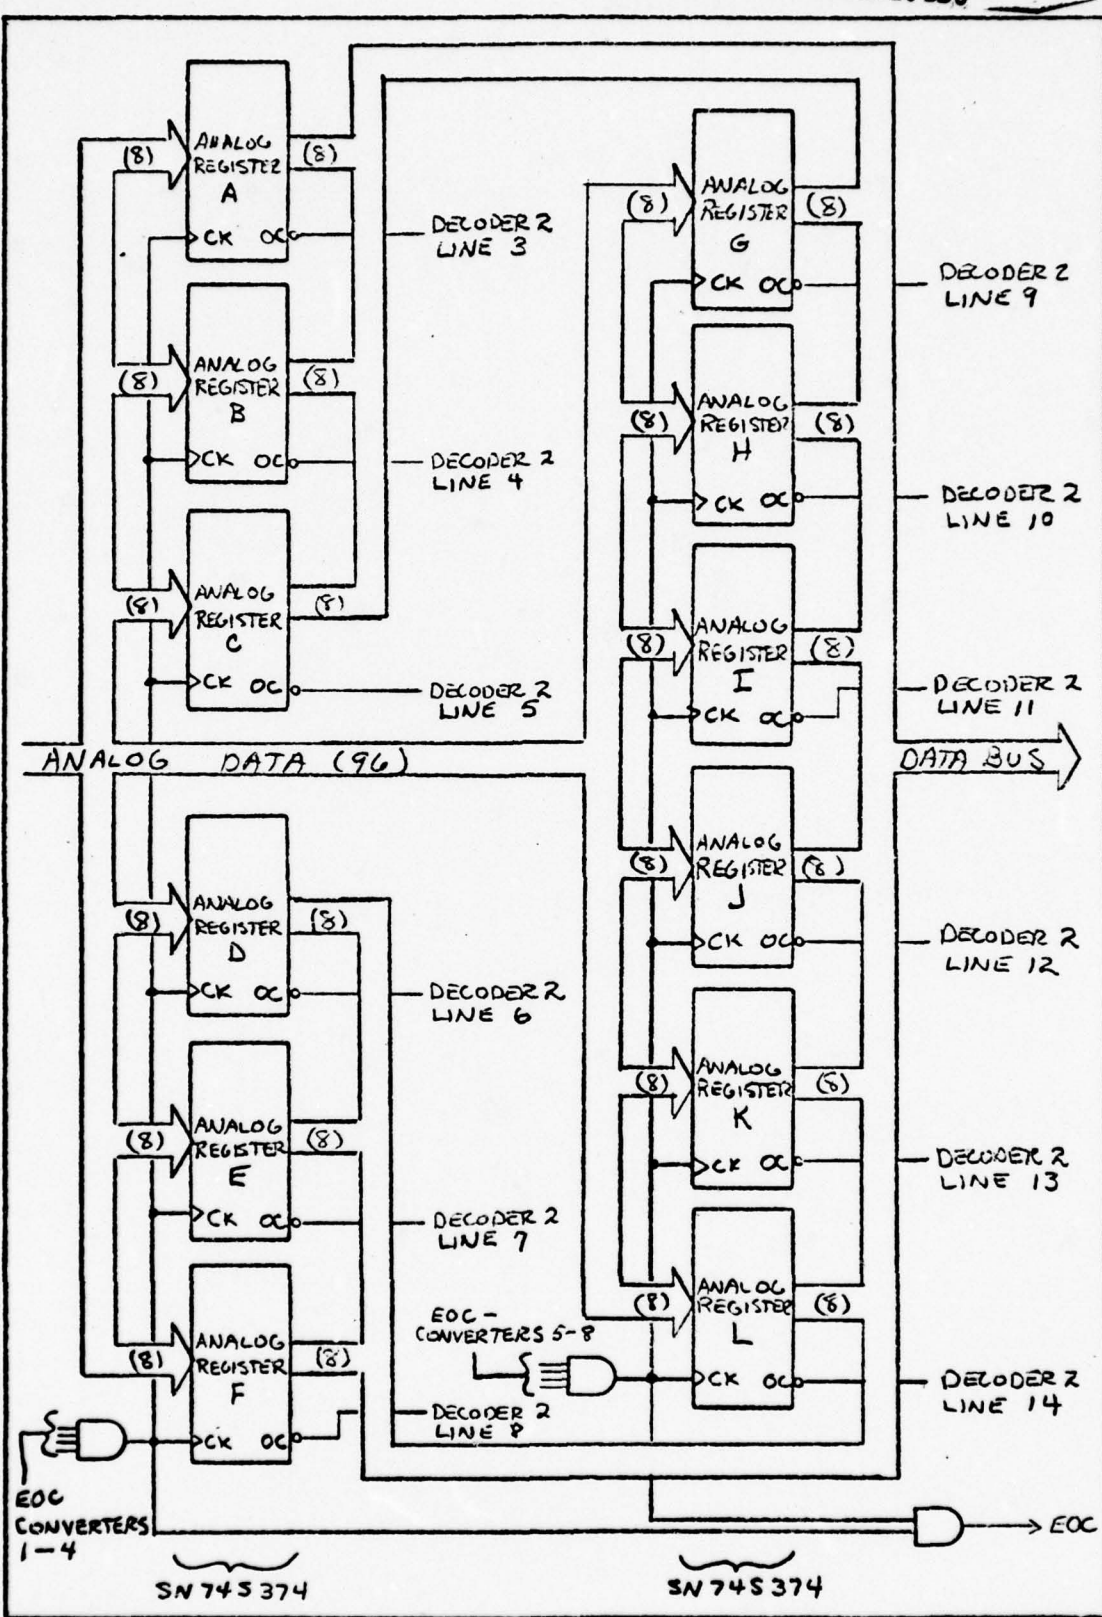 ANALOG
REGISTER
A
(8)
(8)
CK OC
DECODER 2
LINE 3
ANALOG
REGISTER
B
(8)
(8)
CK OC
DECODER 2
LINE 4
ANALOG
REGISTER
C
(8)
(8)
CK OC
DECODER 2
LINE 5
ANALOG DATA (96)
ANALOG
REGISTER
D
(8)
(8)
CK OC
DECODER 2
LINE 6
ANALOG
REGISTER
E
(8)
(8)
CK OC
DECODER 2
LINE 7
ANALOG
REGISTER
F
(8)
(8)
CK OC
DECODER 2
LINE 8
EOC
CONVERTERS
1-4
SN74S374
ANALOG
REGISTER
G
(8)
(8)
CK OC
DECODER 2
LINE 9
ANALOG
REGISTER
H
(8)
(8)
CK OC
DECODER 2
LINE 10
ANALOG
REGISTER
I
(8)
(8)
CK OC
DECODER 2
LINE 11
DATA BUS
ANALOG
REGISTER
J
(8)
(8)
CK OC
DECODER 2
LINE 12
ANALOG
REGISTER
K
(8)
(8)
CK OC
DECODER 2
LINE 13
ANALOG
REGISTER
L
(8)
(8)
CK OC
DECODER 2
LINE 14
EOC-
CONVERTERS 5-8
EOC
SN74S374